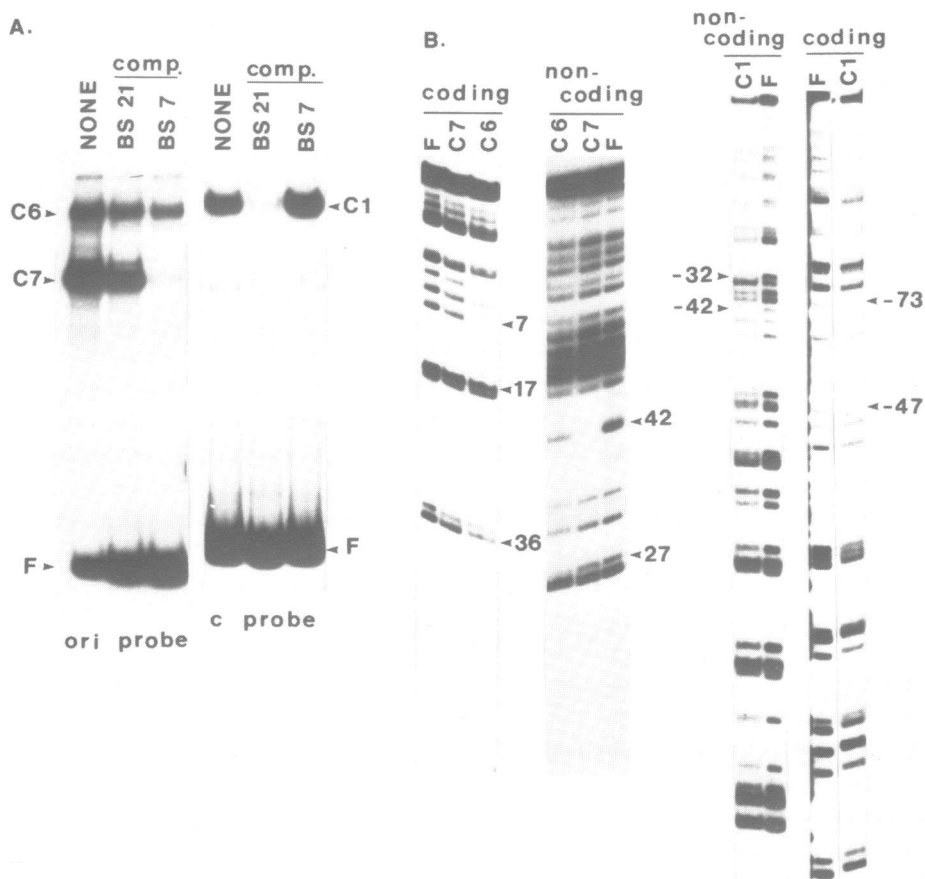 A.
comp.
NONE
BS 21
BS 7
comp.
NONE
BS 21
BS 7
C6
C7
C1
F
F
ori probe
c probe
B.
coding
F
C7
C6
non-
coding
C6
C7
F
7
17
36
42
27
non-
coding
C1
F
coding
F
C1
-32
-42
-73
-47